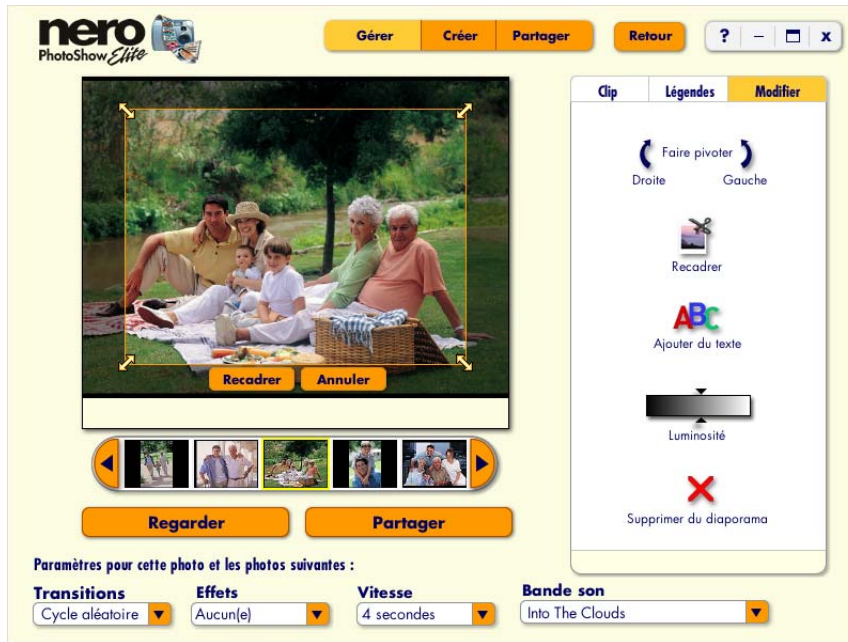 nero
PhotoShow Elite
Gérer
Créer
Partager
Retour
?
x
Clip
Légendes
Modifier
Faire pivoter
Droite
Gauche
Recadrer
Ajouter du texte
Luminosité
Supprimer du diaporama
Recadrer
Annuler
Regarder
Partager
Paramètres pour cette photo et les photos suivantes :
Transitions
Effets
Vitesse
Bande son
Cycle aléatoire
Aucun(e)
4 secondes
Into The Clouds
ABC